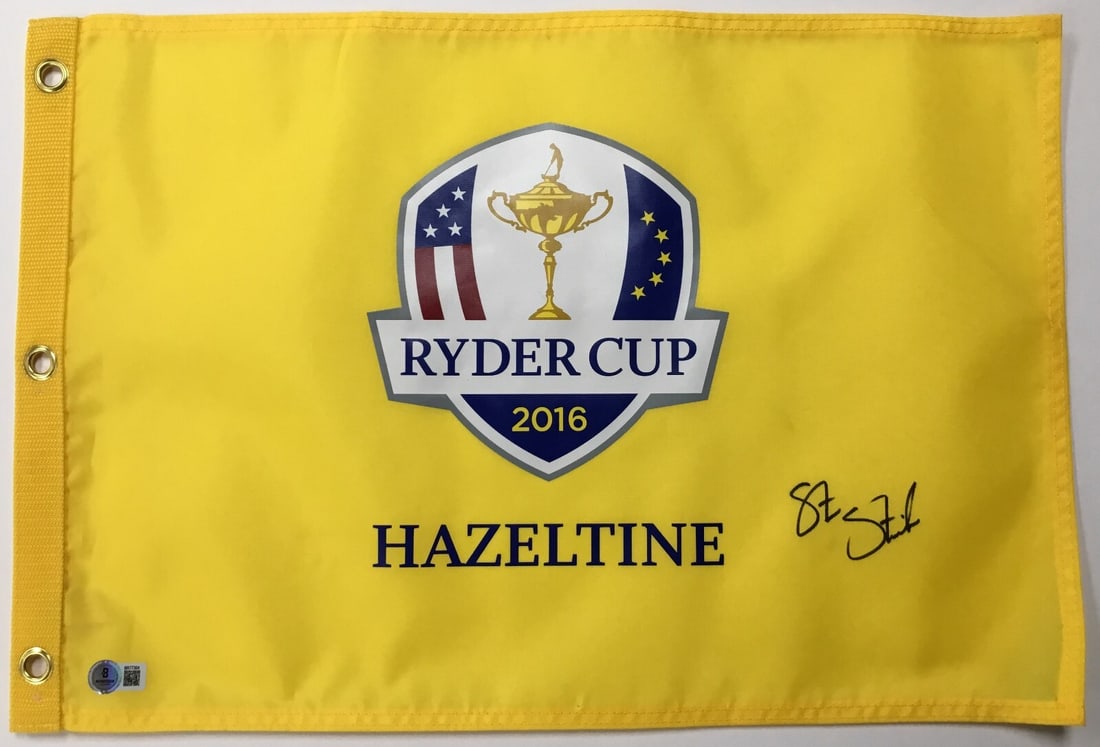 RYDER CUP
2016
HAZELTINE